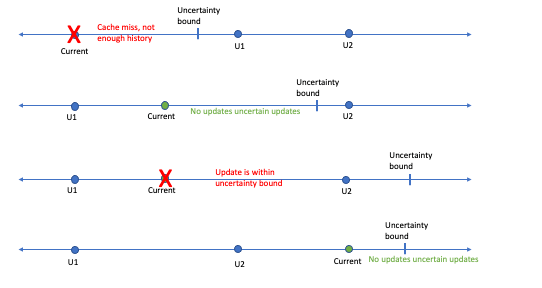 Uncertainty
bound
Cache miss, not
enough history
Current
U1
U2
Uncertainty
bound
U1
Current
No updates uncertain updates
U2
Uncertainty
bound
Update is within
uncertainty bound
U1
Current
U2
Uncertainty
bound
U1
U2
Current
No updates uncertain updates